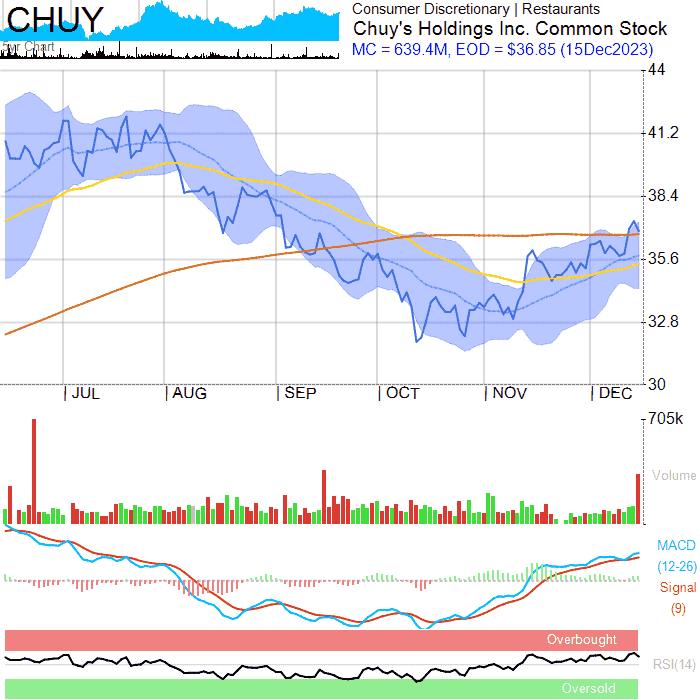 CHUY
5yr Chart
Consumer Discretionary | Restaurants
Chuy's Holdings Inc. Common Stock
MC = 639.4M, EOD = $36.85 (15Dec2023)
44
41.2
38.4
35.6
32.8
30
| JUL | AUG | SEP | OCT | NOV | DEC
705k
Volume
MACD
(12-26)
Signal
(9)
Overbought
RSI(14)
Oversold